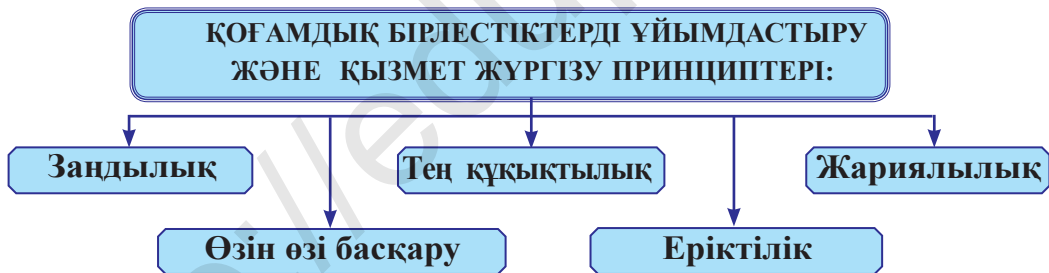 ҚОҒАМДЫҚ БІРЛЕСТІКТЕРДІ ҰЙЫМДАСТЫРУ
ЖӘНЕ ҚЫЗМЕТ ЖҮРГІЗУ ПРИНЦИПТЕРІ:
Заңдылық
Тең құқықтылық
Жариялылық
Өзін өзі басқару
Еріктілік